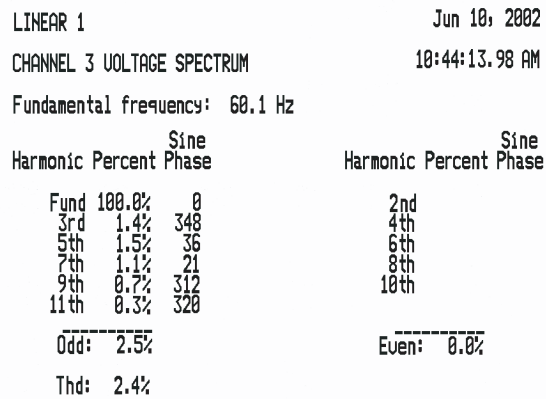 LINEAR 1 Jun 10, 2002
CHANNEL 3 VOLTAGE SPECTRUM 10:44:13.98 AM
Fundamental frequency: 60.1 Hz
Sine Sine
Harmonic Percent Phase Harmonic Percent Phase
Fund 100.0% 0 2nd
3rd 1.4% 348 4th
5th 1.5% 36 6th
7th 1.1% 21 8th
9th 0.7% 312 10th
11th 0.3% 320
Odd: 2.5% Even: 0.0%
Thd: 2.4%